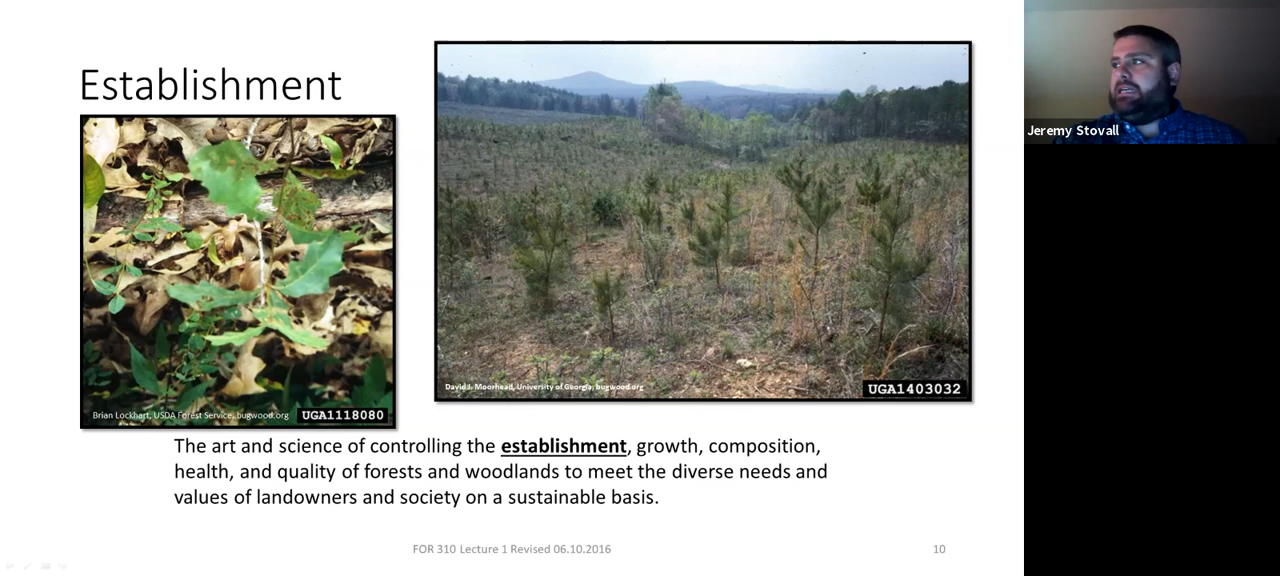 Establishment
Jeremy Stovall
David J. Moorhead, University of Georgia, bugwood.org
UGA1403032
Brian Lockhart, USDA Forest Service, bugwood.org
UGA1118080
The art and science of controlling the establishment, growth, composition,
health, and quality of forests and woodlands to meet the diverse needs and
values of landowners and society on a sustainable basis.
FOR 310 Lecture 1 Revised 06.10.2016
10